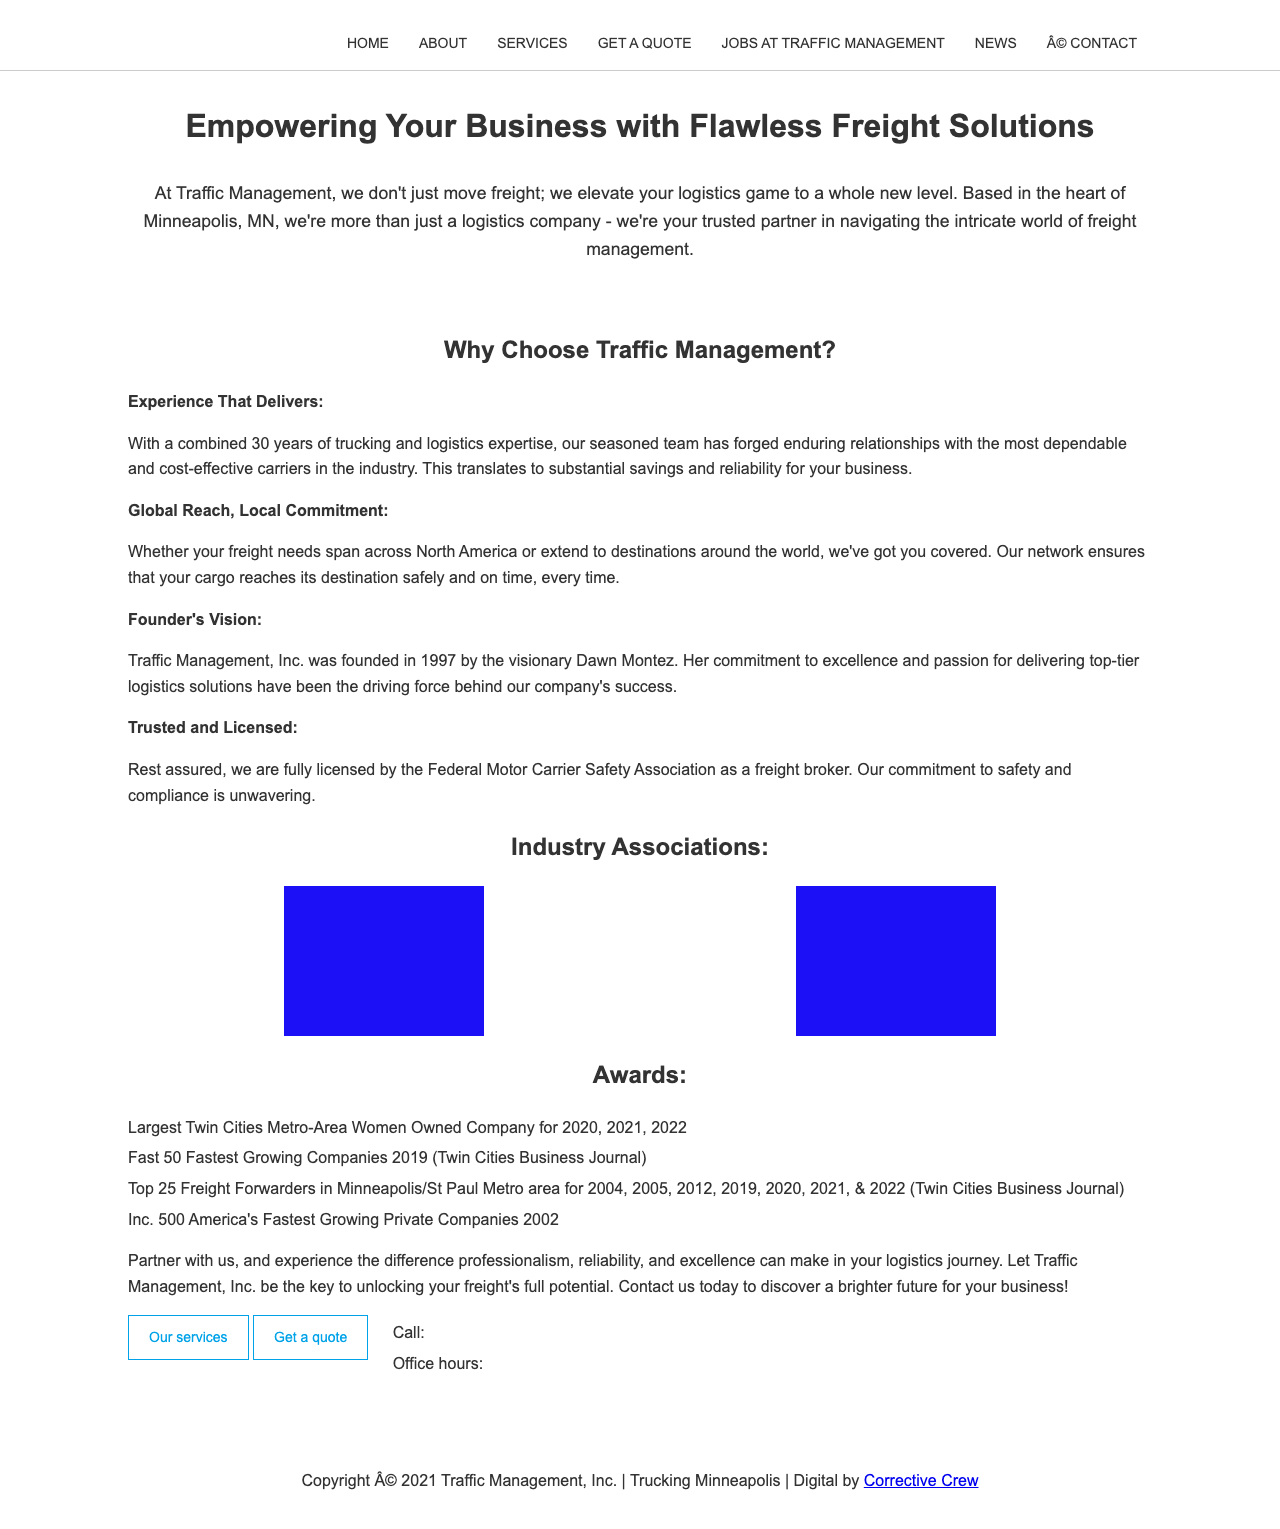 HOME ABOUT SERVICES GET A QUOTE JOBS AT TRAFFIC MANAGEMENT NEWS Â© CONTACT
Empowering Your Business with Flawless Freight Solutions
At Traffic Management, we don't just move freight; we elevate your logistics game to a whole new level. Based in the heart of
Minneapolis, MN, we're more than just a logistics company - we're your trusted partner in navigating the intricate world of freight
management.
Why Choose Traffic Management?
Experience That Delivers:
With a combined 30 years of trucking and logistics expertise, our seasoned team has forged enduring relationships with the most dependable
and cost-effective carriers in the industry. This translates to substantial savings and reliability for your business.
Global Reach, Local Commitment:
Whether your freight needs span across North America or extend to destinations around the world, we've got you covered. Our network ensures
that your cargo reaches its destination safely and on time, every time.
Founder's Vision:
Traffic Management, Inc. was founded in 1997 by the visionary Dawn Montez. Her commitment to excellence and passion for delivering top-tier
logistics solutions have been the driving force behind our company's success.
Trusted and Licensed:
Rest assured, we are fully licensed by the Federal Motor Carrier Safety Association as a freight broker. Our commitment to safety and
compliance is unwavering.
Industry Associations:
Awards:
Largest Twin Cities Metro-Area Women Owned Company for 2020, 2021, 2022
Fast 50 Fastest Growing Companies 2019 (Twin Cities Business Journal)
Top 25 Freight Forwarders in Minneapolis/St Paul Metro area for 2004, 2005, 2012, 2019, 2020, 2021, & 2022 (Twin Cities Business Journal)
Inc. 500 America's Fastest Growing Private Companies 2002
Partner with us, and experience the difference professionalism, reliability, and excellence can make in your logistics journey. Let Traffic
Management, Inc. be the key to unlocking your freight's full potential. Contact us today to discover a brighter future for your business!
Our services Get a quote Call:
Office hours:
Copyright Â© 2021 Traffic Management, Inc. | Trucking Minneapolis | Digital by Corrective Crew